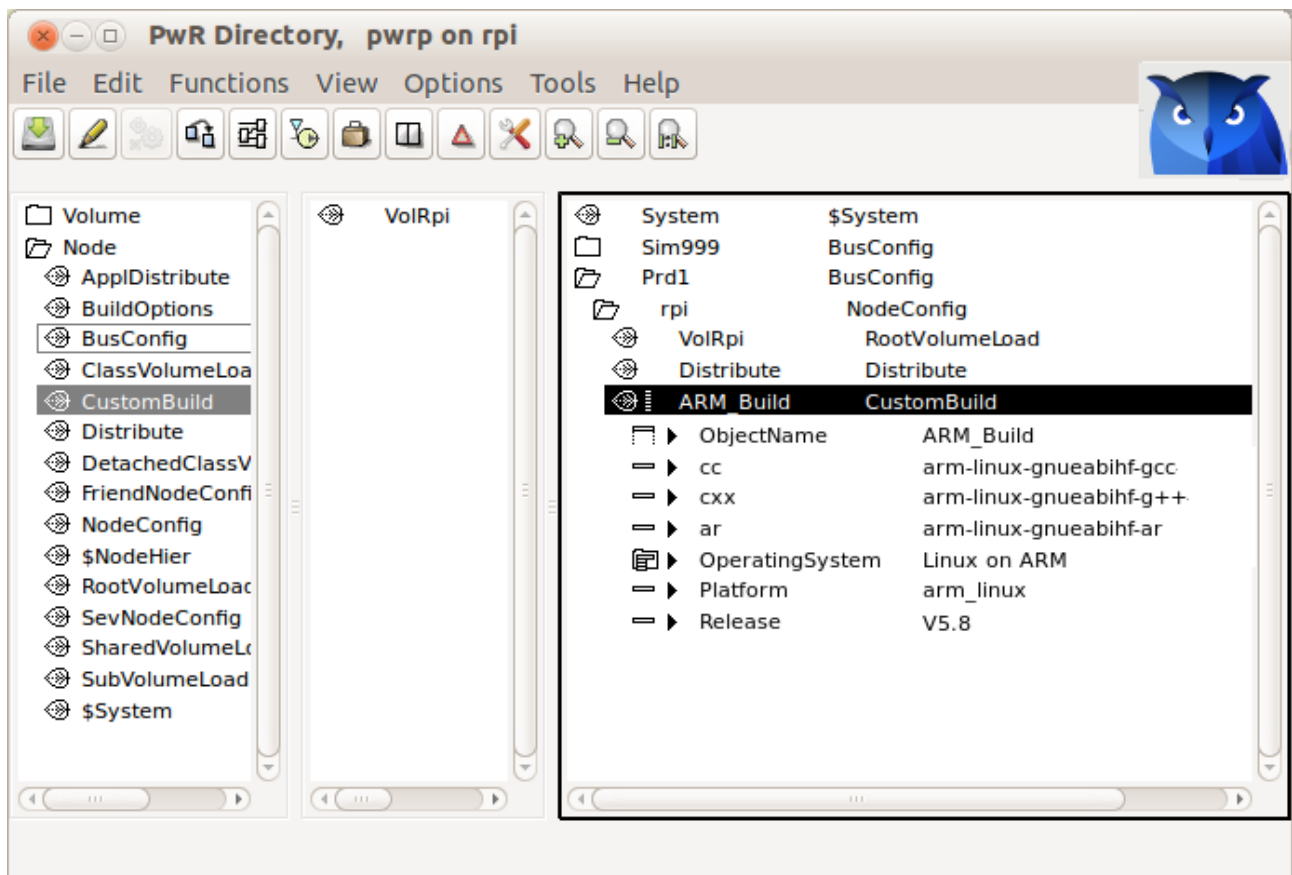 PwR Directory, pwrp on rpi
File Edit Functions View Options Tools Help
Volume
Node
ApplDistribute
BuildOptions
BusConfig
ClassVolumeLoa
CustomBuild
Distribute
DetachedClassV
FriendNodeConfi
NodeConfig
$NodeHier
RootVolumeLoad
SevNodeConfig
SharedVolumeLo
SubVolumeLoad
$System
VolRpi
System $System
Sim999 BusConfig
Prd1 BusConfig
rpi NodeConfig
VolRpi RootVolumeLoad
Distribute Distribute
ARM_Build CustomBuild
ObjectName ARM_Build
cc arm-linux-gnueabihf-gcc
cxx arm-linux-gnueabihf-g++
ar arm-linux-gnueabihf-ar
OperatingSystem Linux on ARM
Platform arm_linux
Release V5.8